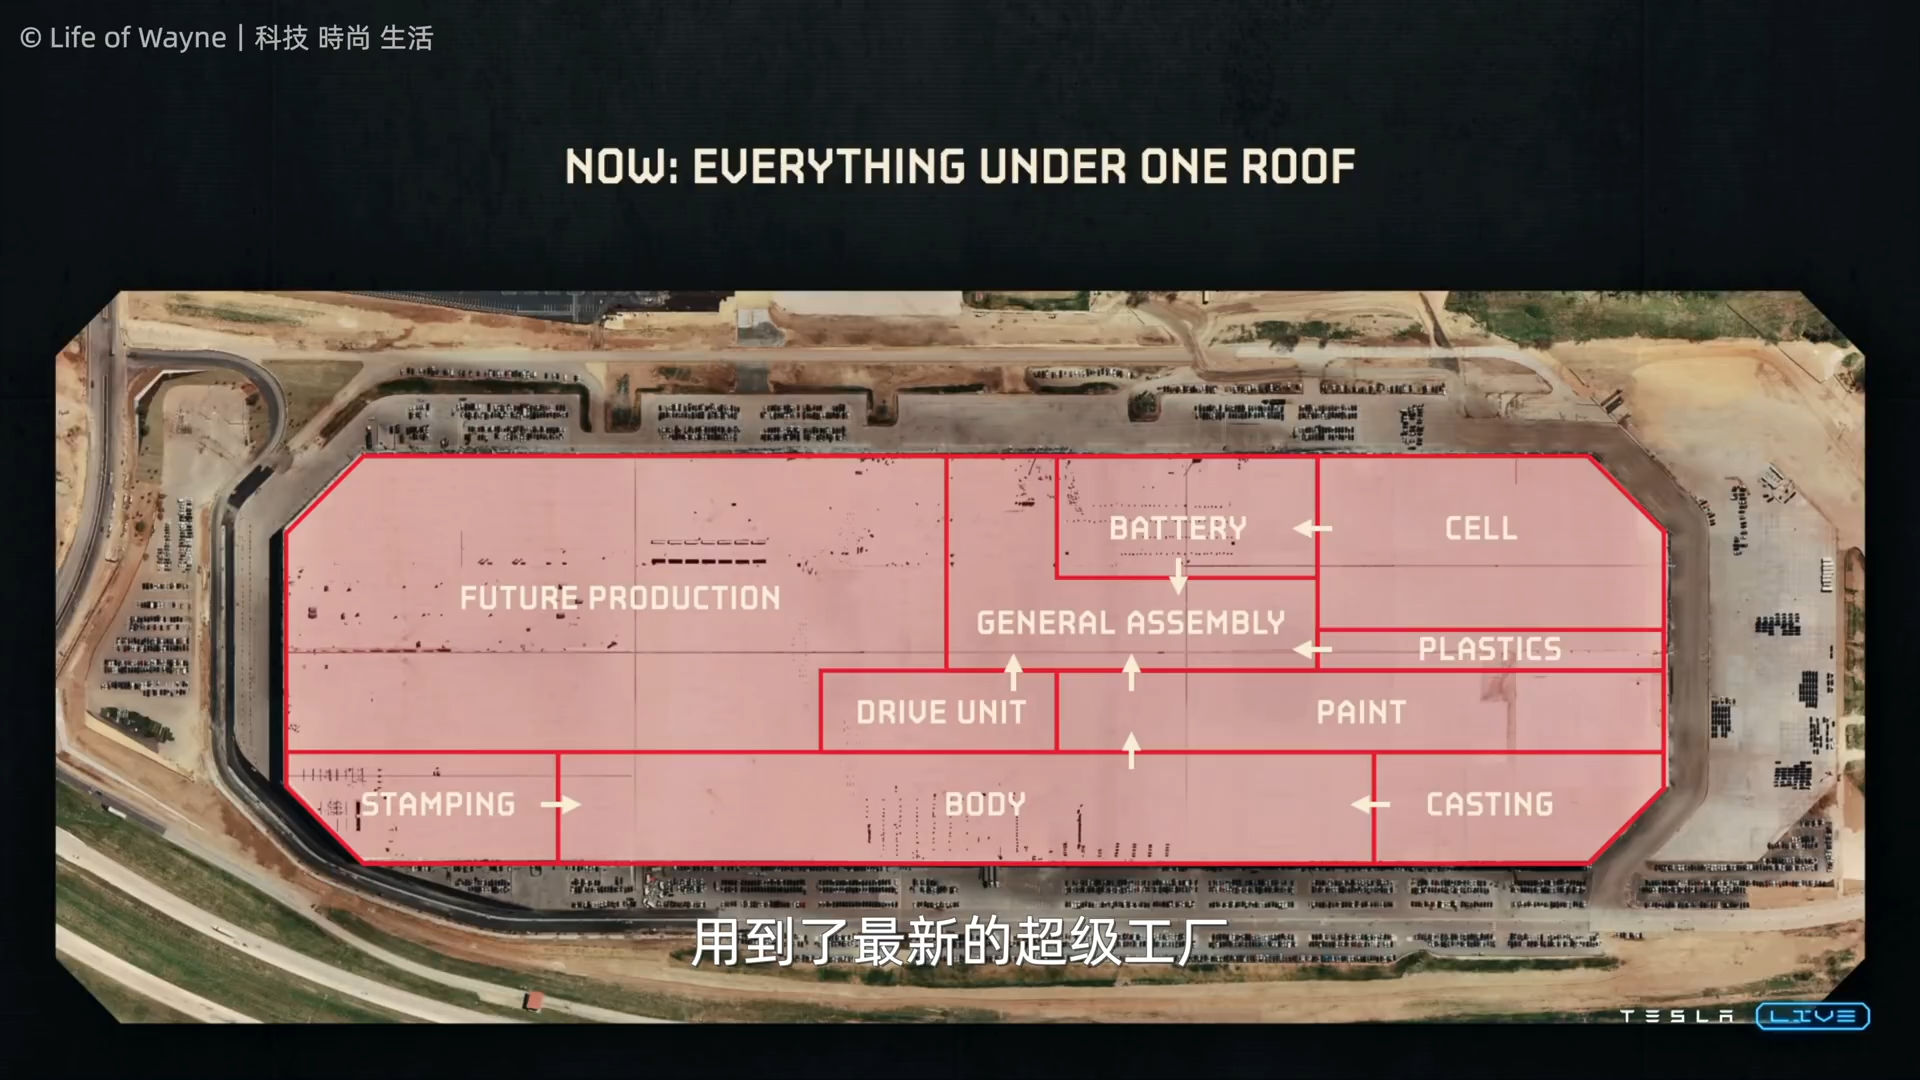 © Life of Wayne | 科技 時尚 生活
NOW: EVERYTHING UNDER ONE ROOF
BATTERY
CELL
FUTURE PRODUCTION
GENERAL ASSEMBLY
PLASTICS
DRIVE UNIT
PAINT
STAMPING
BODY
CASTING
用到了最新的超级工厂
TESLA LIVE